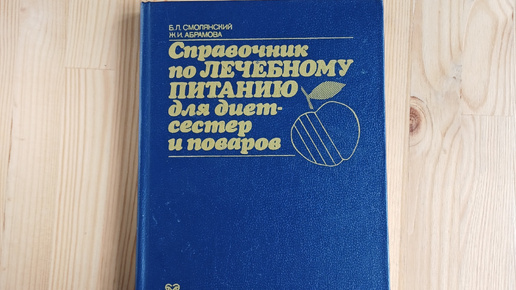 Б.Л. СМОЛЯНСКИЙ
Ж.И. АБРАМОВА
Справочник
по ЛЕЧЕБНОМУ
ПИТАНИЮ
для диет-
сестер
и поваров